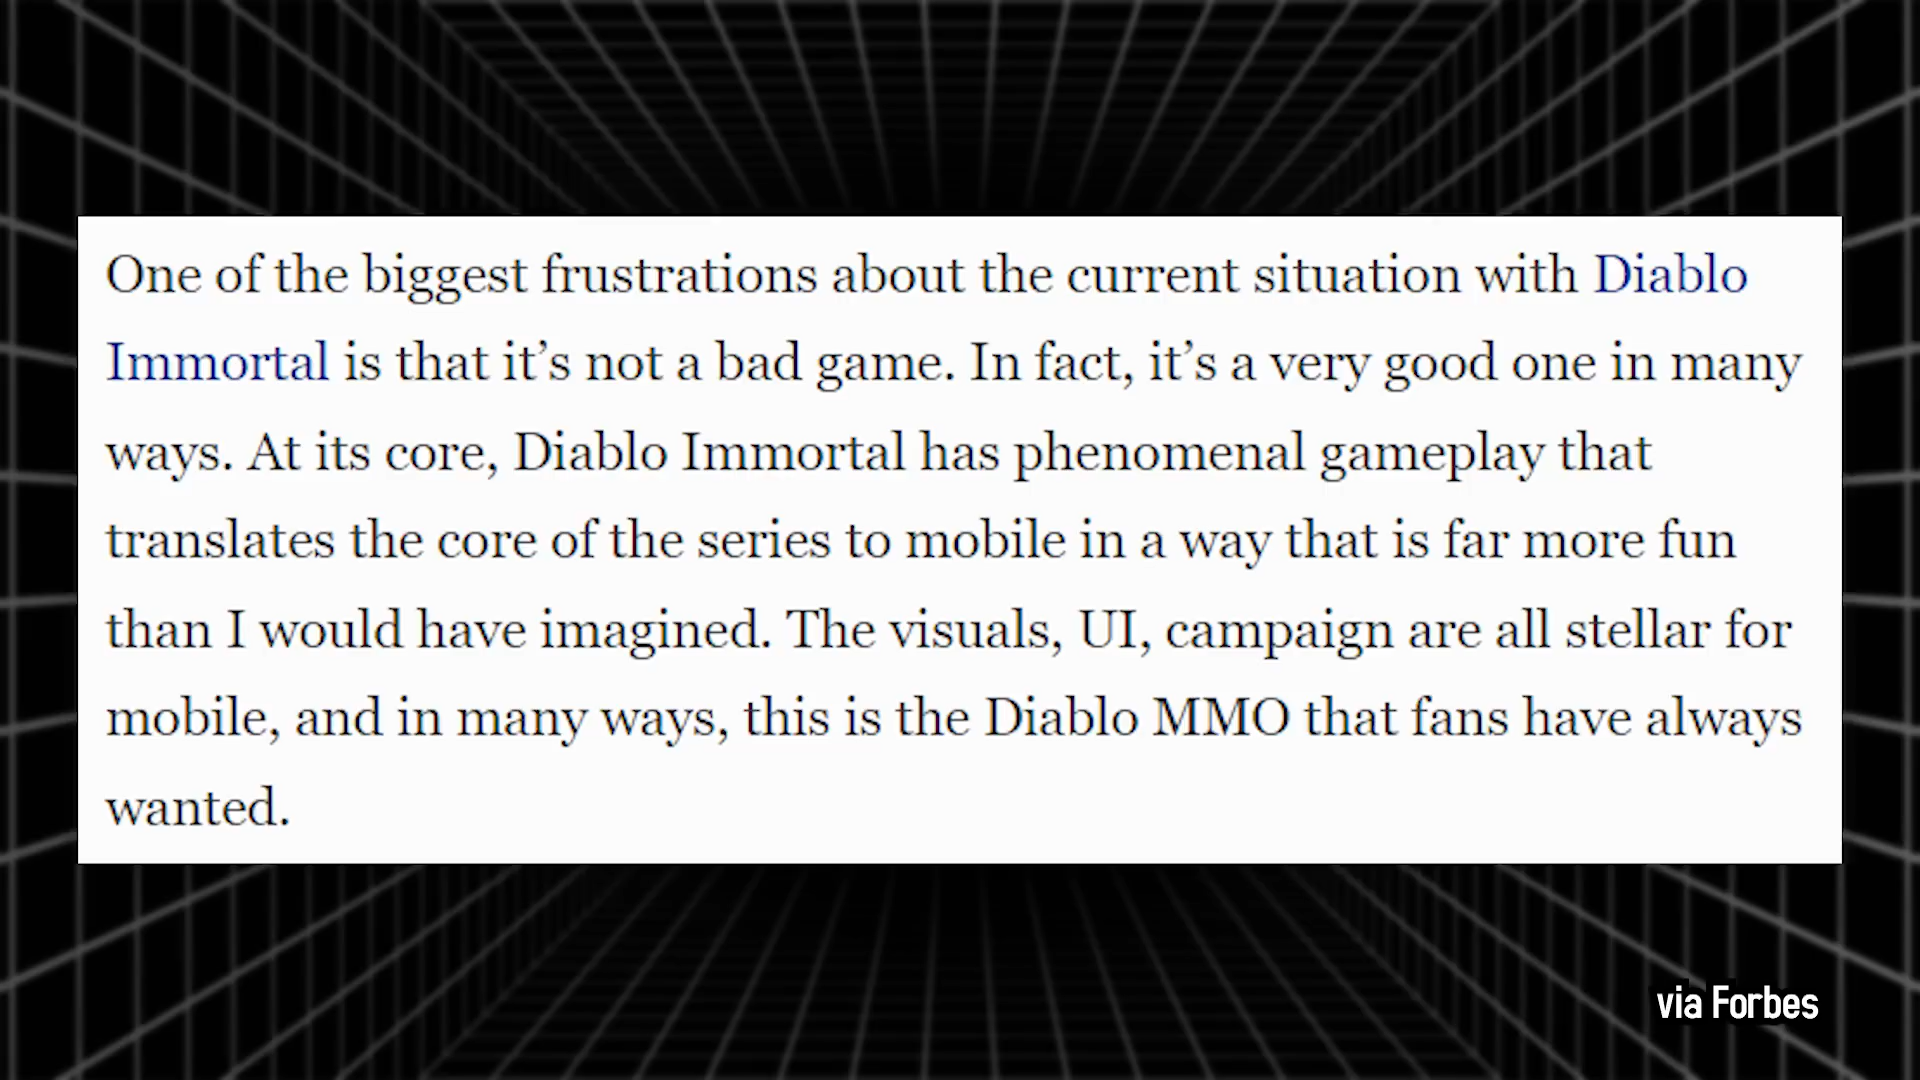 One of the biggest frustrations about the current situation with Diablo
Immortal is that it’s not a bad game. In fact, it’s a very good one in many
ways. At its core, Diablo Immortal has phenomenal gameplay that
translates the core of the series to mobile in a way that is far more fun
than I would have imagined. The visuals, UI, campaign are all stellar for
mobile, and in many ways, this is the Diablo MMO that fans have always
wanted.
via Forbes